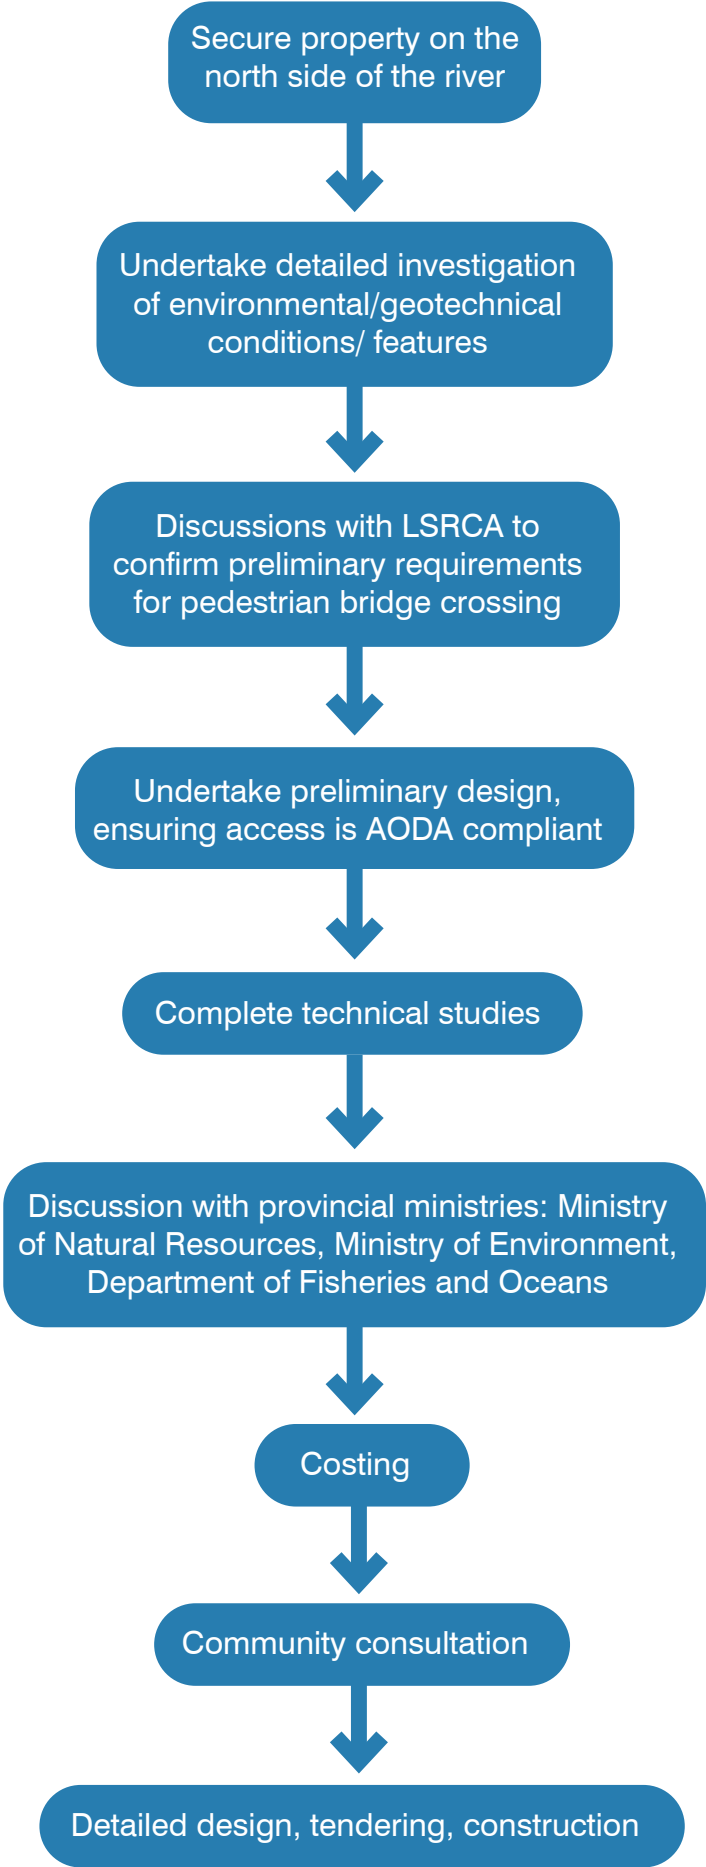 Secure property on the
north side of the river
Undertake detailed investigation
of environmental/geotechnical
conditions/ features
Discussions with LSRCA to
confirm preliminary requirements
for pedestrian bridge crossing
Undertake preliminary design,
ensuring access is AODA compliant
Complete technical studies
Discussion with provincial ministries: Ministry
of Natural Resources, Ministry of Environment,
Department of Fisheries and Oceans
Costing
Community consultation
Detailed design, tendering, construction